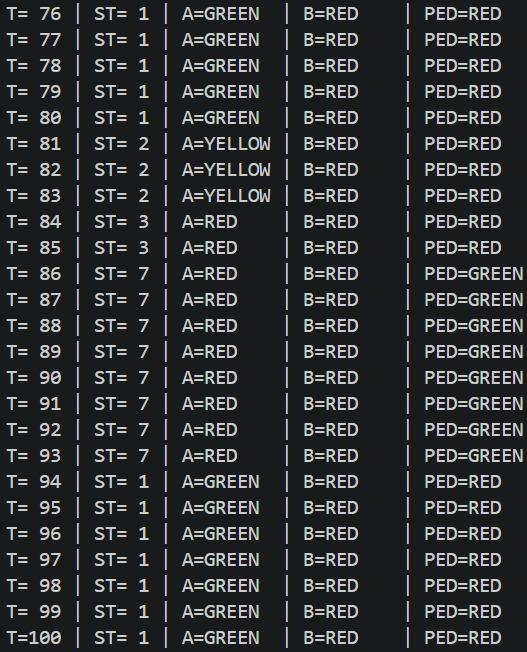 T= 76 | ST= 1 | A=GREEN  | B=RED    | PED=RED
T= 77 | ST= 1 | A=GREEN  | B=RED    | PED=RED
T= 78 | ST= 1 | A=GREEN  | B=RED    | PED=RED
T= 79 | ST= 1 | A=GREEN  | B=RED    | PED=RED
T= 80 | ST= 1 | A=GREEN  | B=RED    | PED=RED
T= 81 | ST= 2 | A=YELLOW | B=RED    | PED=RED
T= 82 | ST= 2 | A=YELLOW | B=RED    | PED=RED
T= 83 | ST= 2 | A=YELLOW | B=RED    | PED=RED
T= 84 | ST= 3 | A=RED    | B=RED    | PED=RED
T= 85 | ST= 3 | A=RED    | B=RED    | PED=RED
T= 86 | ST= 7 | A=RED    | B=RED    | PED=GREEN
T= 87 | ST= 7 | A=RED    | B=RED    | PED=GREEN
T= 88 | ST= 7 | A=RED    | B=RED    | PED=GREEN
T= 89 | ST= 7 | A=RED    | B=RED    | PED=GREEN
T= 90 | ST= 7 | A=RED    | B=RED    | PED=GREEN
T= 91 | ST= 7 | A=RED    | B=RED    | PED=GREEN
T= 92 | ST= 7 | A=RED    | B=RED    | PED=GREEN
T= 93 | ST= 7 | A=RED    | B=RED    | PED=GREEN
T= 94 | ST= 1 | A=GREEN  | B=RED    | PED=RED
T= 95 | ST= 1 | A=GREEN  | B=RED    | PED=RED
T= 96 | ST= 1 | A=GREEN  | B=RED    | PED=RED
T= 97 | ST= 1 | A=GREEN  | B=RED    | PED=RED
T= 98 | ST= 1 | A=GREEN  | B=RED    | PED=RED
T= 99 | ST= 1 | A=GREEN  | B=RED    | PED=RED
T=100 | ST= 1 | A=GREEN  | B=RED    | PED=RED